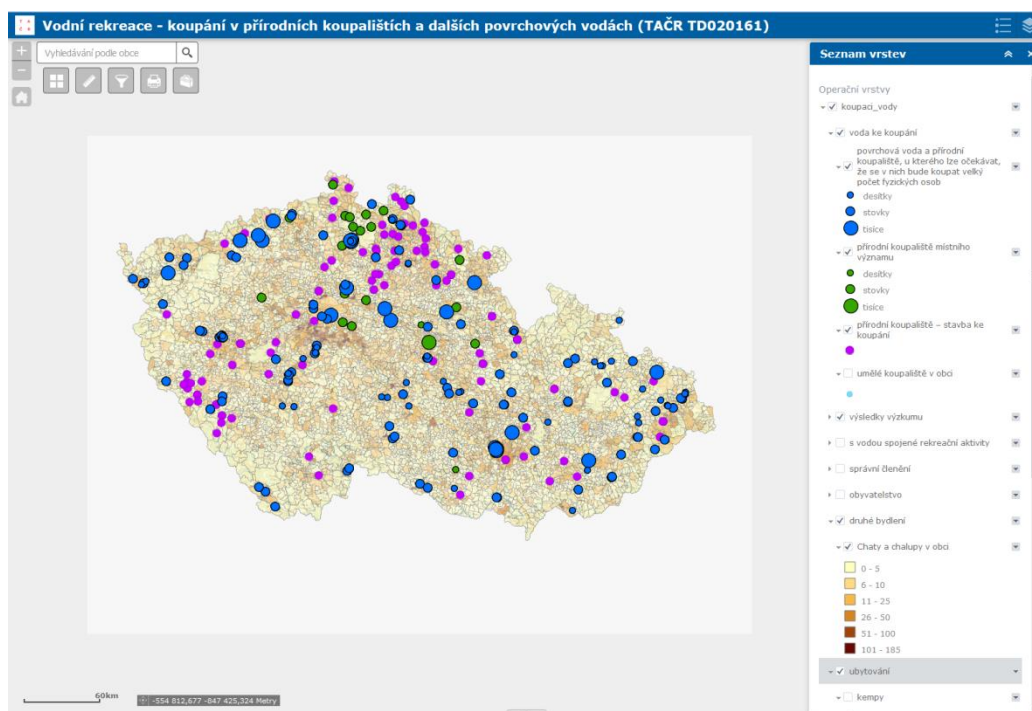 T A
Č R
Vodní rekreace - koupání v přírodních koupalištích a dalších povrchových vodách (TAČR TD020161)
+
Vyhledávání podle obce
–
Seznam vrstev
Operační vrstvy
koupaci_vody
voda ke koupání
povrchová voda a přírodní
koupaliště, u kterého lze očekávat,
že se v nich bude koupat velký
počet fyzických osob
desítky
stovky
tisíce
přírodní koupaliště místního
významu
desítky
stovky
tisíce
přírodní koupaliště – stavba ke
koupání
umělé koupaliště v obci
výsledky výzkumu
s vodou spojené rekreační aktivity
správní členění
obyvatelstvo
druhé bydlení
Chaty a chalupy v obci
0 - 5
6 - 10
11 - 25
26 - 50
51 - 100
101 - 185
ubytování
kempy
60km
-554 812,677 -847 425,324 Metry